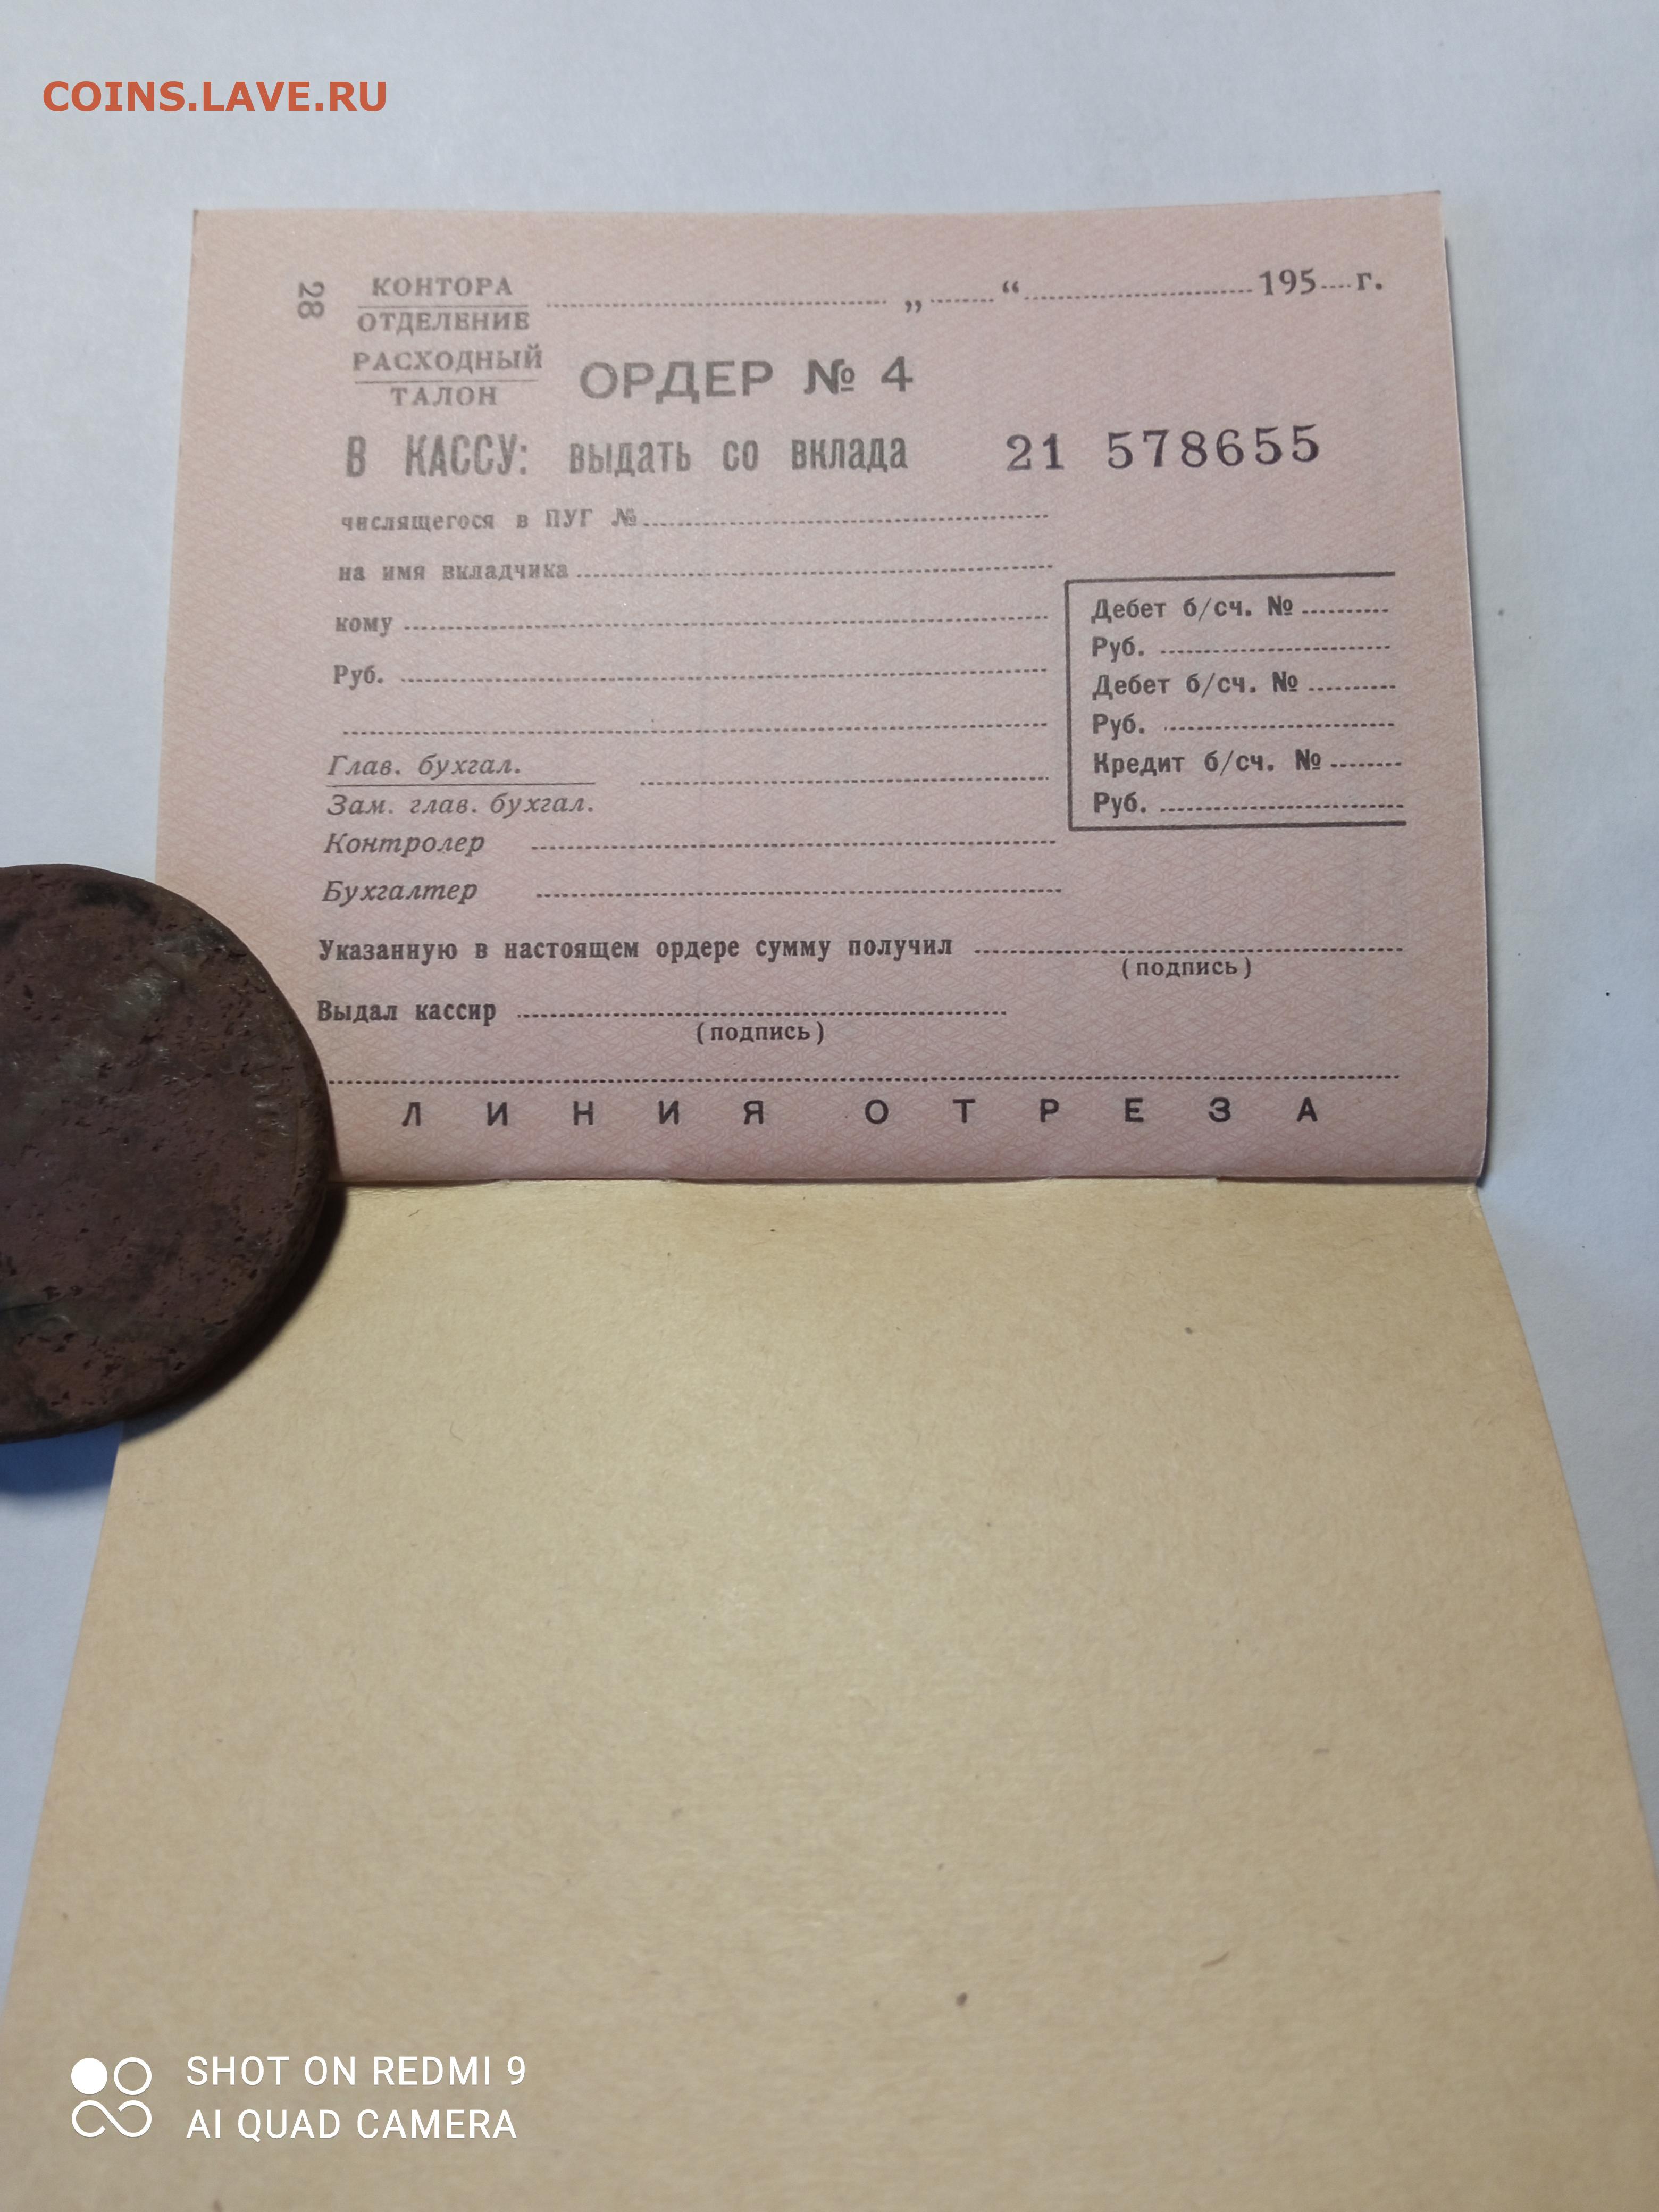 COINS.LAVE.RU
28
КОНТОРА „ “ 195 г.
ОТДЕЛЕНИЕ
РАСХОДНЫЙ
ТАЛОН
ОРДЕР № 4
В КАССУ: выдать со вклада 21 578655
числящегося в ПУГ №
на имя вкладчика
кому
Руб.
Дебет б/сч. №
Руб.
Дебет б/сч. №
Руб.
Кредит б/сч. №
Руб.
Глав. бухгал.
Зам. глав. бухгал.
Контролер
Бухгалтер
Указанную в настоящем ордере сумму получил
(подпись)
Выдал кассир
(подпись)
ЛИНИЯ ОТРЕЗА
SHOT ON REDMI 9
AI QUAD CAMERA